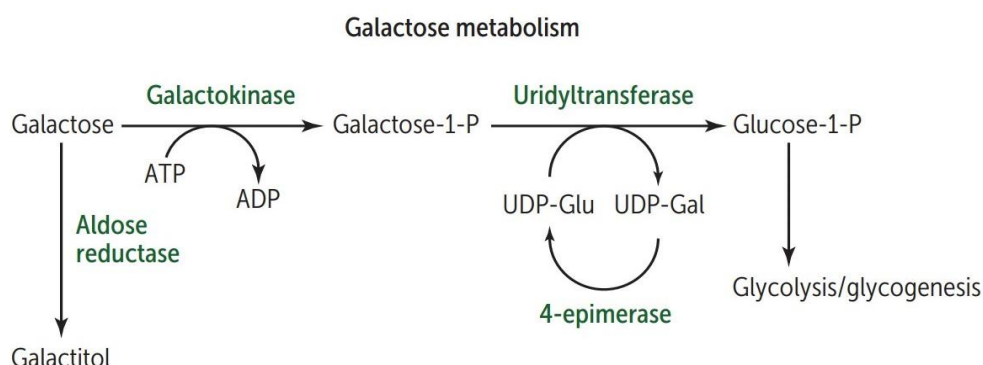 Galactose metabolism
Galactokinase
Uridyltransferase
Galactose
Galactose-1-P
Glucose-1-P
ATP
ADP
UDP-Glu
UDP-Gal
Aldose
reductase
4-epimerase
Glycolysis/glycogenesis
Galactitol